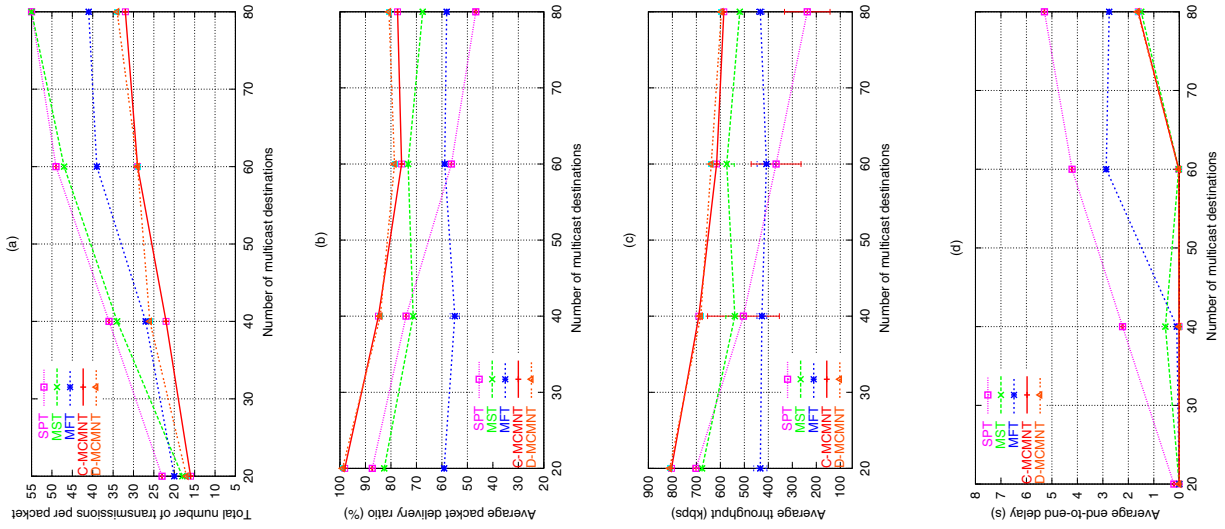 Total number of transmissions per packet
55
50
45
40
35
30
25
20
15
10
5
20
30
40
50
60
70
80
Number of multicast destinations
(a)
SPT
MST
MFT
C-MCMNT
D-MCMNT
Average packet delivery ratio (%)
100
90
80
70
60
50
40
30
20
20
30
40
50
60
70
80
Number of multicast destinations
(b)
SPT
MST
MFT
C-MCMNT
D-MCMNT
Average throughput (kbps)
900
800
700
600
500
400
300
200
100
20
30
40
50
60
70
80
Number of multicast destinations
(c)
SPT
MST
MFT
C-MCMNT
D-MCMNT
Average end-to-end delay (s)
8
7
6
5
4
3
2
1
0
20
30
40
50
60
70
80
Number of multicast destinations
(d)
SPT
MST
MFT
C-MCMNT
D-MCMNT